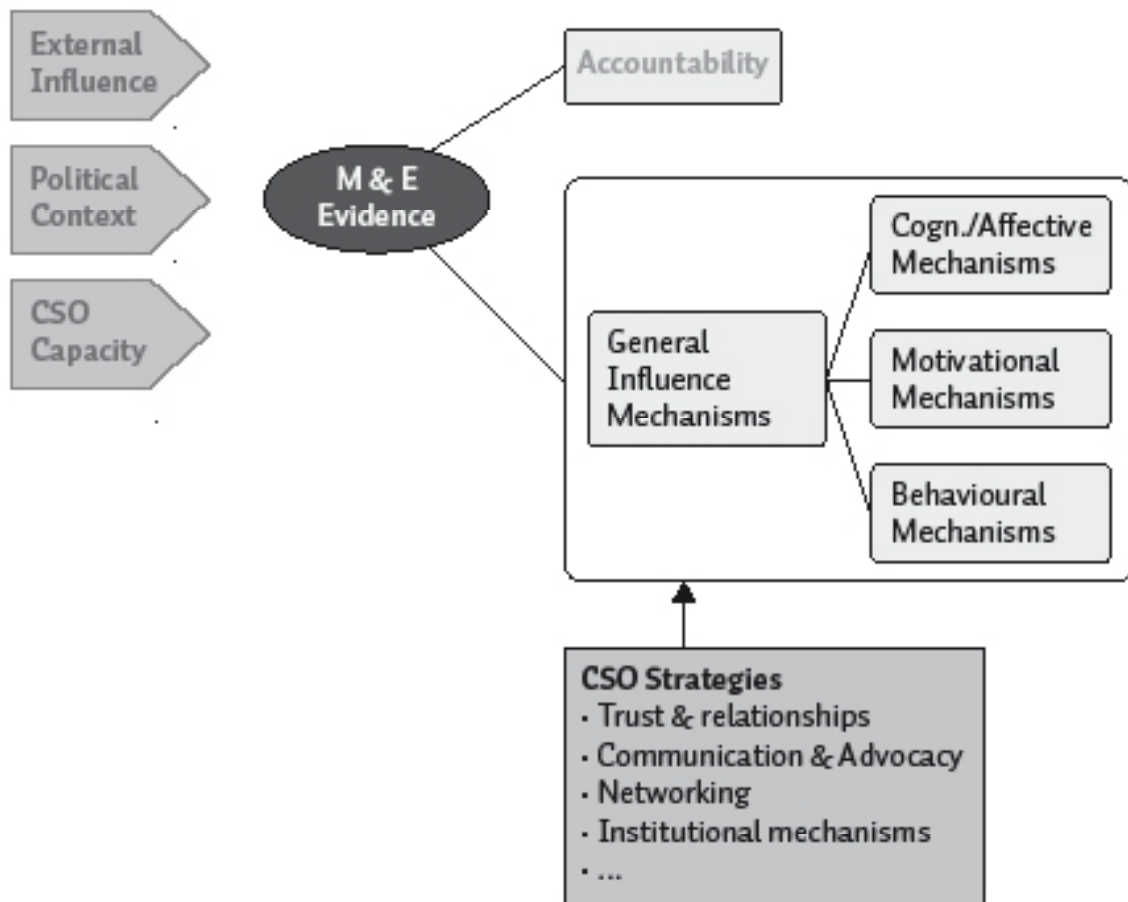 External
Influence
Political
Context
CSO
Capacity
M & E
Evidence
Accountability
General
Influence
Mechanisms
Cogn./Affective
Mechanisms
Motivational
Mechanisms
Behavioural
Mechanisms
CSO Strategies
· Trust & relationships
· Communication & Advocacy
· Networking
· Institutional mechanisms
· ...